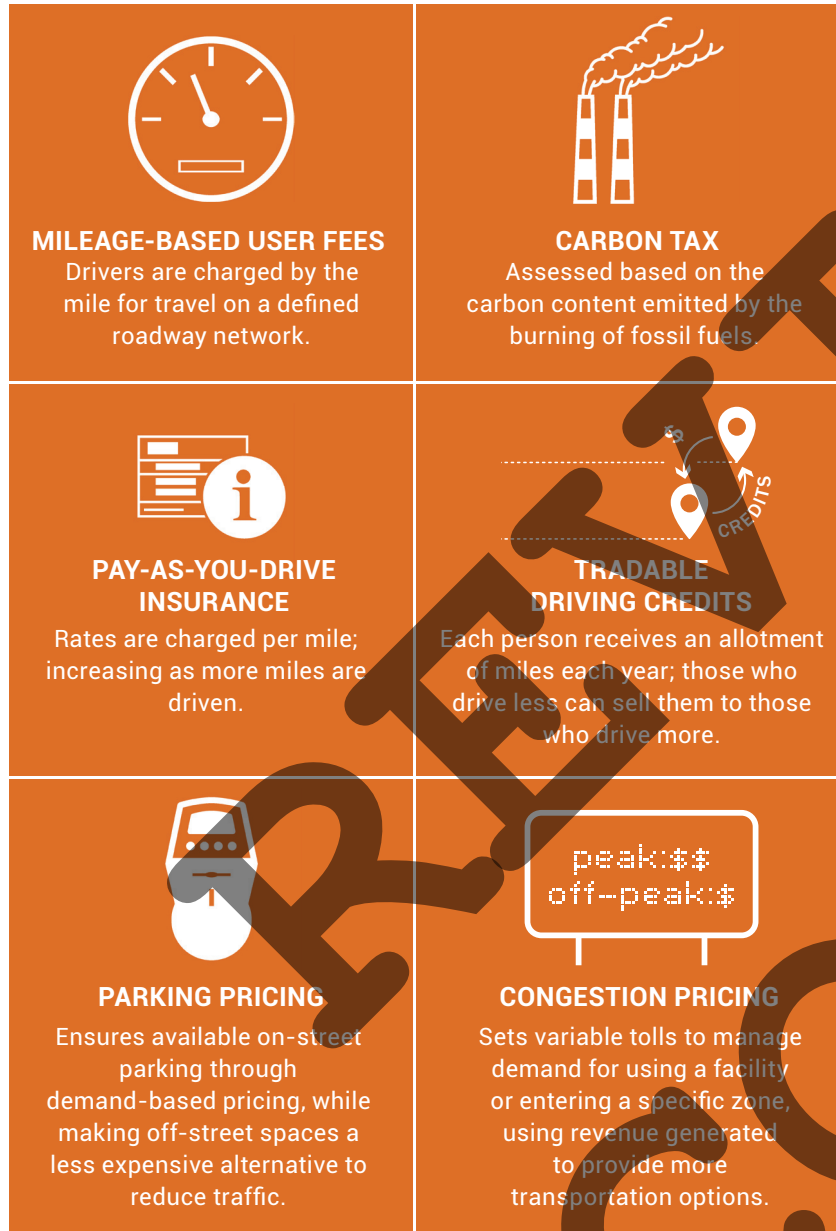 MILEAGE-BASED USER FEES
Drivers are charged by the
mile for travel on a defined
roadway network.
CARBON TAX
Assessed based on the
carbon content emitted by the
burning of fossil fuels.
i
PAY-AS-YOU-DRIVE
INSURANCE
Rates are charged per mile;
increasing as more miles are
driven.
$
CREDITS
TRADABLE
DRIVING CREDITS
Each person receives an allotment
of miles each year; those who
drive less can sell them to those
who drive more.
PARKING PRICING
Ensures available on-street
parking through
demand-based pricing, while
making off-street spaces a
less expensive alternative to
reduce traffic.
peak:$$
off-peak:$
CONGESTION PRICING
Sets variable tolls to manage
demand for using a facility
or entering a specific zone,
using revenue generated
to provide more
transportation options.